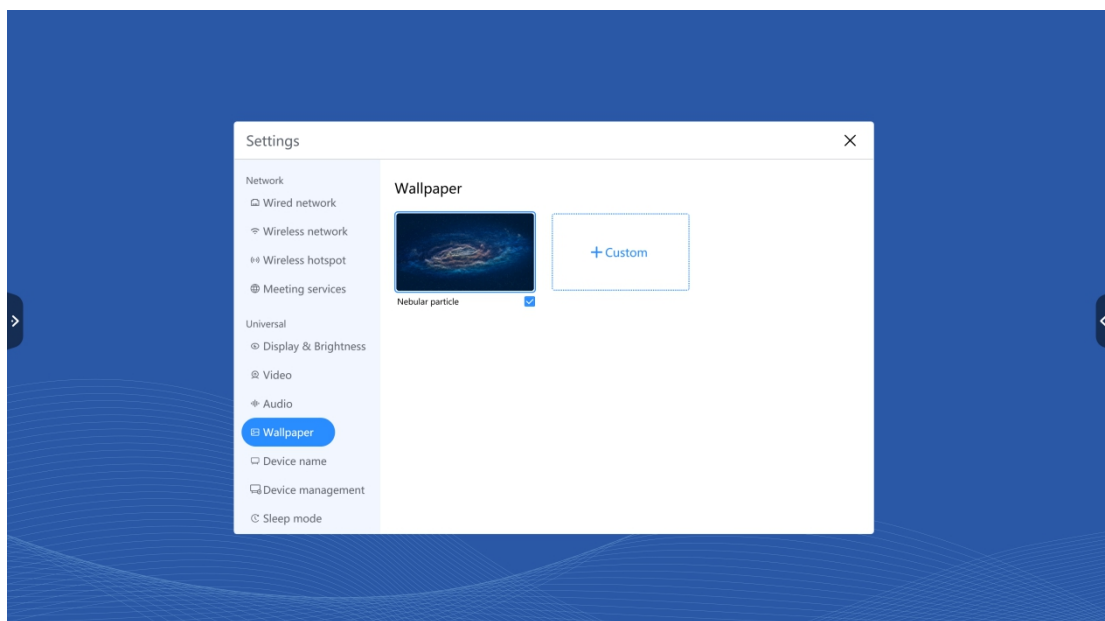 Settings
Network
Wired network
Wireless network
Wireless hotspot
Meeting services
Universal
Display & Brightness
Video
Audio
Wallpaper
Device name
Device management
Sleep mode
Wallpaper
+ Custom
Nebular particle